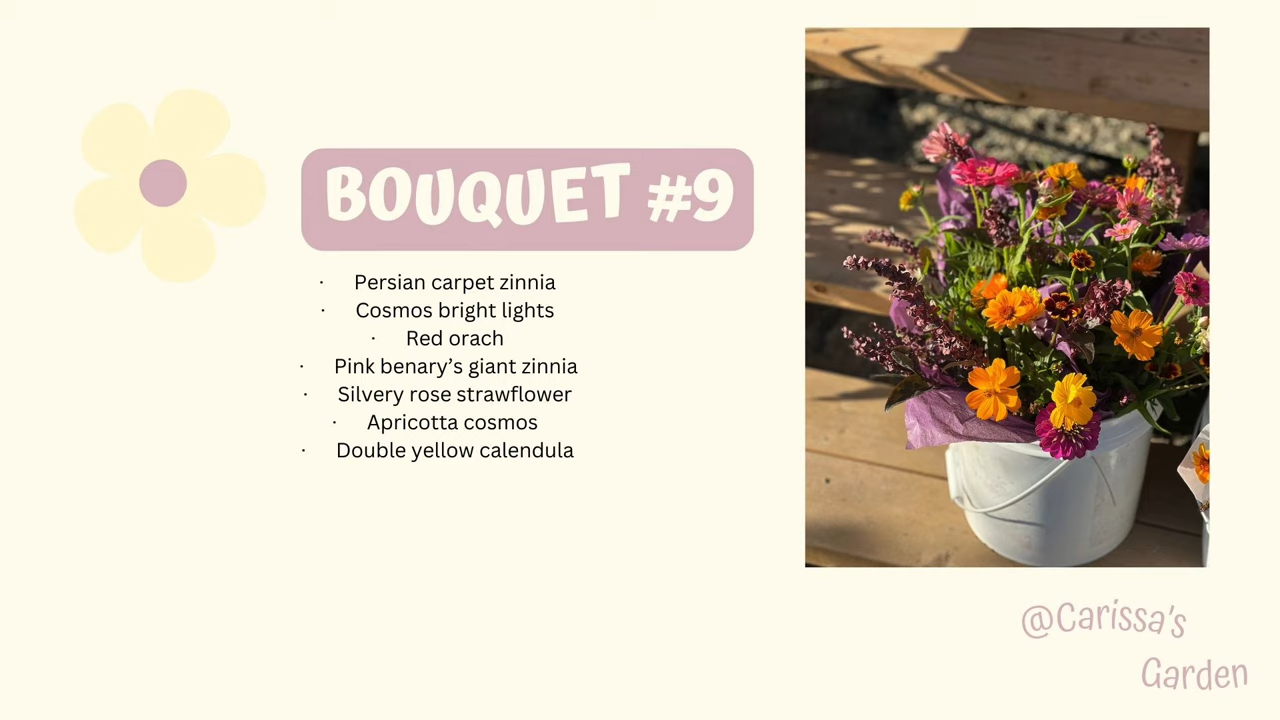 BOUQUET #9
· Persian carpet zinnia
· Cosmos bright lights
· Red orach
· Pink benary’s giant zinnia
· Silvery rose strawflower
· Apricotta cosmos
· Double yellow calendula
@Carissa's
Garden